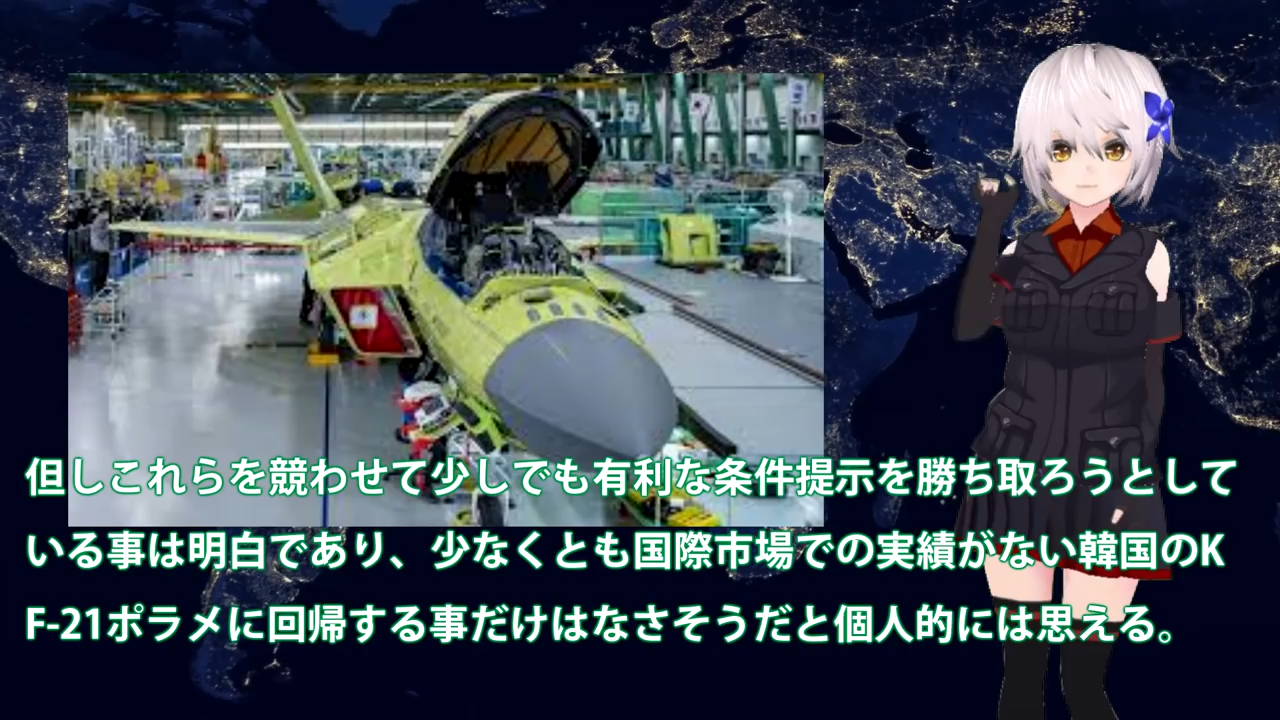 但しこれらを競わせて少しでも有利な条件提示を勝ち取ろうとして
いる事は明白であり、少なくとも国際市場での実績がない韓国のK
F-21ポラメに回帰する事だけはなさそうだと個人的には思える。